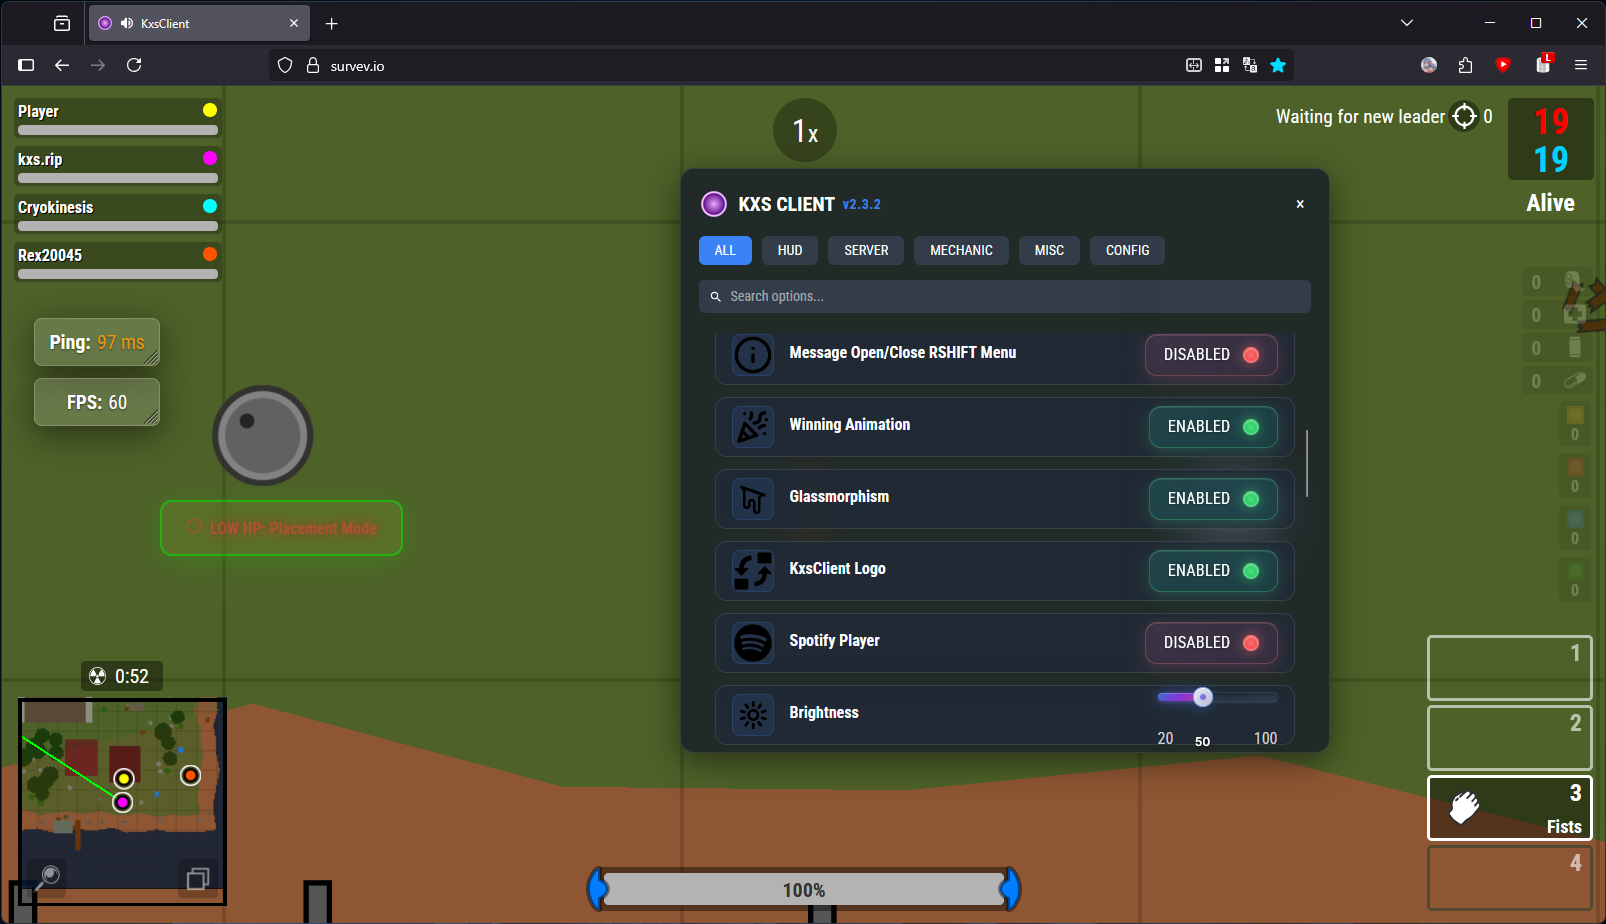 KxsClient
survev.io
L
Player
kxs.rip
Cryokinesis
Rex20045
Ping: 97 ms
FPS: 60
LOW HP: Placement Mode
0:52
1x
Waiting for new leader 0
19
19
Alive
KXS CLIENT v2.3.2
×
ALL
HUD
SERVER
MECHANIC
MISC
CONFIG
Search options...
Message Open/Close RSHIFT Menu
DISABLED
Winning Animation
ENABLED
Glassmorphism
ENABLED
KxsClient Logo
ENABLED
Spotify Player
DISABLED
Brightness
20 50 100
0
0
0
0
0
0
0
0
1
2
3
Fists
4
100%